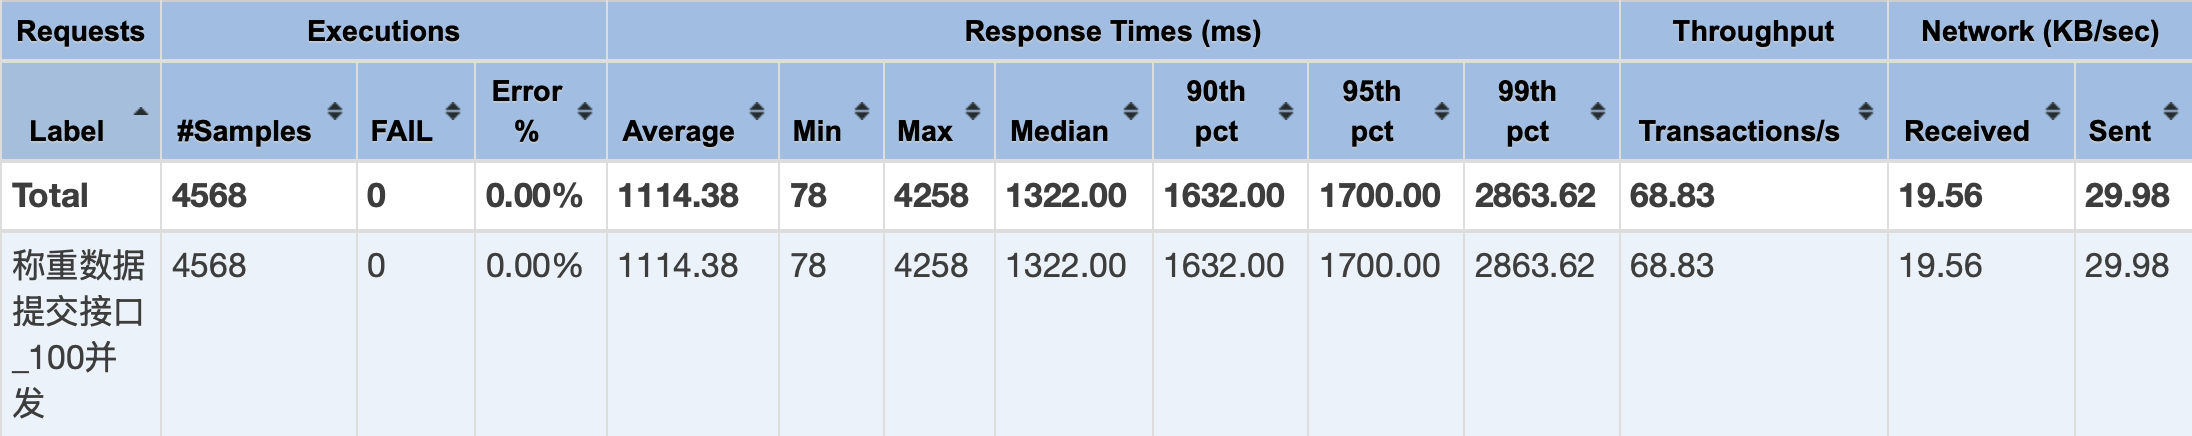 Requests Executions Response Times (ms) Throughput Network (KB/sec)
Label #Samples FAIL Error % Average Min Max Median 90th pct 95th pct 99th pct Transactions/s Received Sent
Total 4568 0 0.00% 1114.38 78 4258 1322.00 1632.00 1700.00 2863.62 68.83 19.56 29.98
称重数据 4568 0 0.00% 1114.38 78 4258 1322.00 1632.00 1700.00 2863.62 68.83 19.56 29.98
提交接口
_100并
发